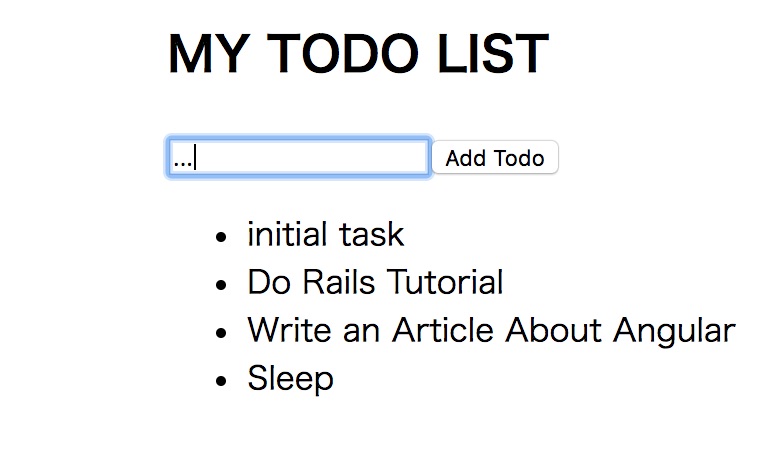 MY TODO LIST
...
Add Todo
initial task
Do Rails Tutorial
Write an Article About Angular
Sleep